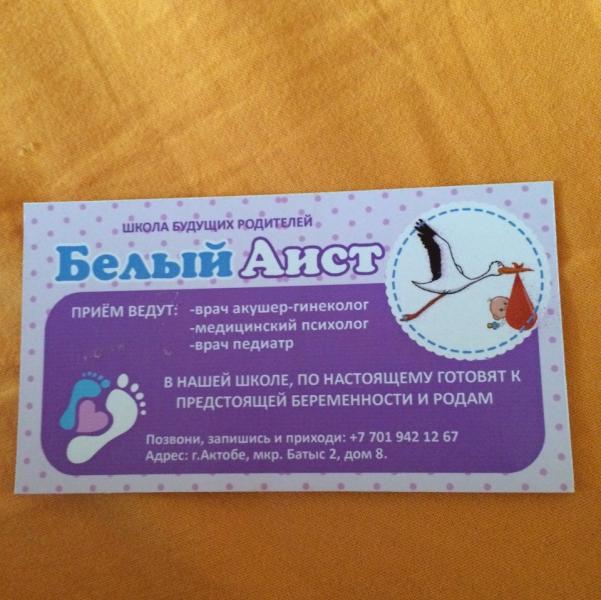 ШКОЛА БУДУЩИХ РОДИТЕЛЕЙ
Белый Аист
ПРИЁМ ВЕДУТ: -врач акушер-гинеколог
-медицинский психолог
-врач педиатр
В НАШЕЙ ШКОЛЕ, ПО НАСТОЯЩЕМУ ГОТОВЯТ К
ПРЕДСТОЯЩЕЙ БЕРЕМЕННОСТИ И РОДАМ
Позвони, запишись и приходи: +7 701 942 12 67
Адрес: г.Актобе, мкр. Батыс 2, дом 8.